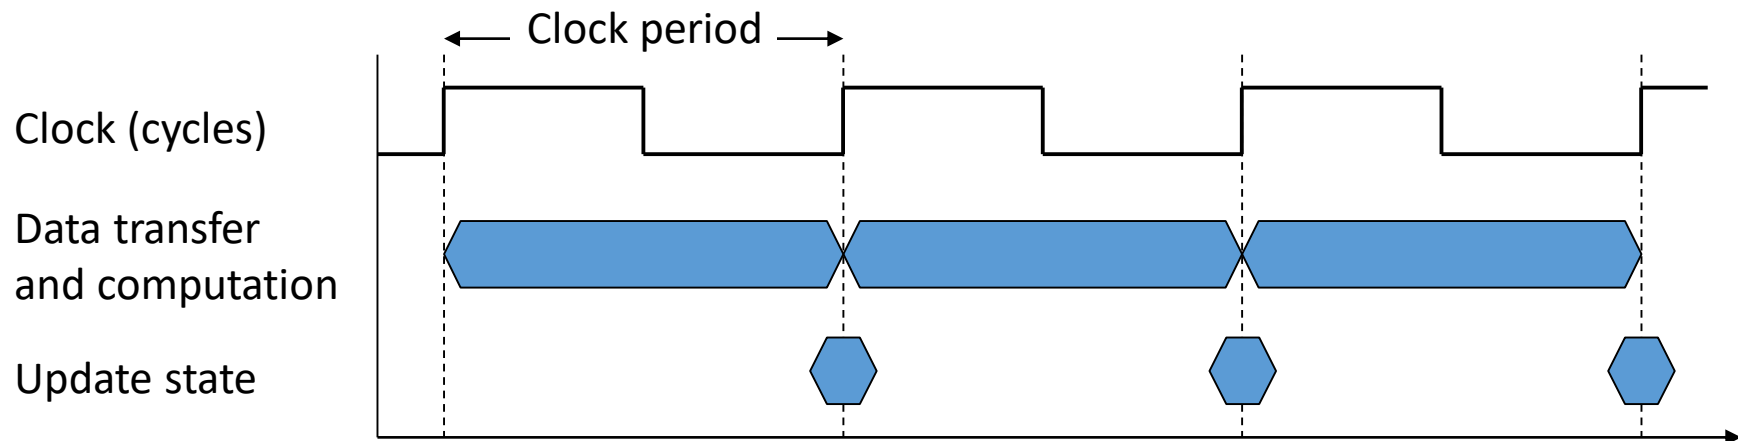 Clock period
Clock (cycles)
Data transfer
and computation
Update state